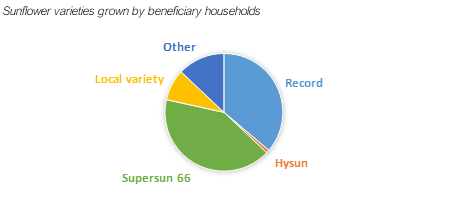 Sunflower varieties grown by beneficiary households
Other
Local variety
Record
Hysun
Supersun 66